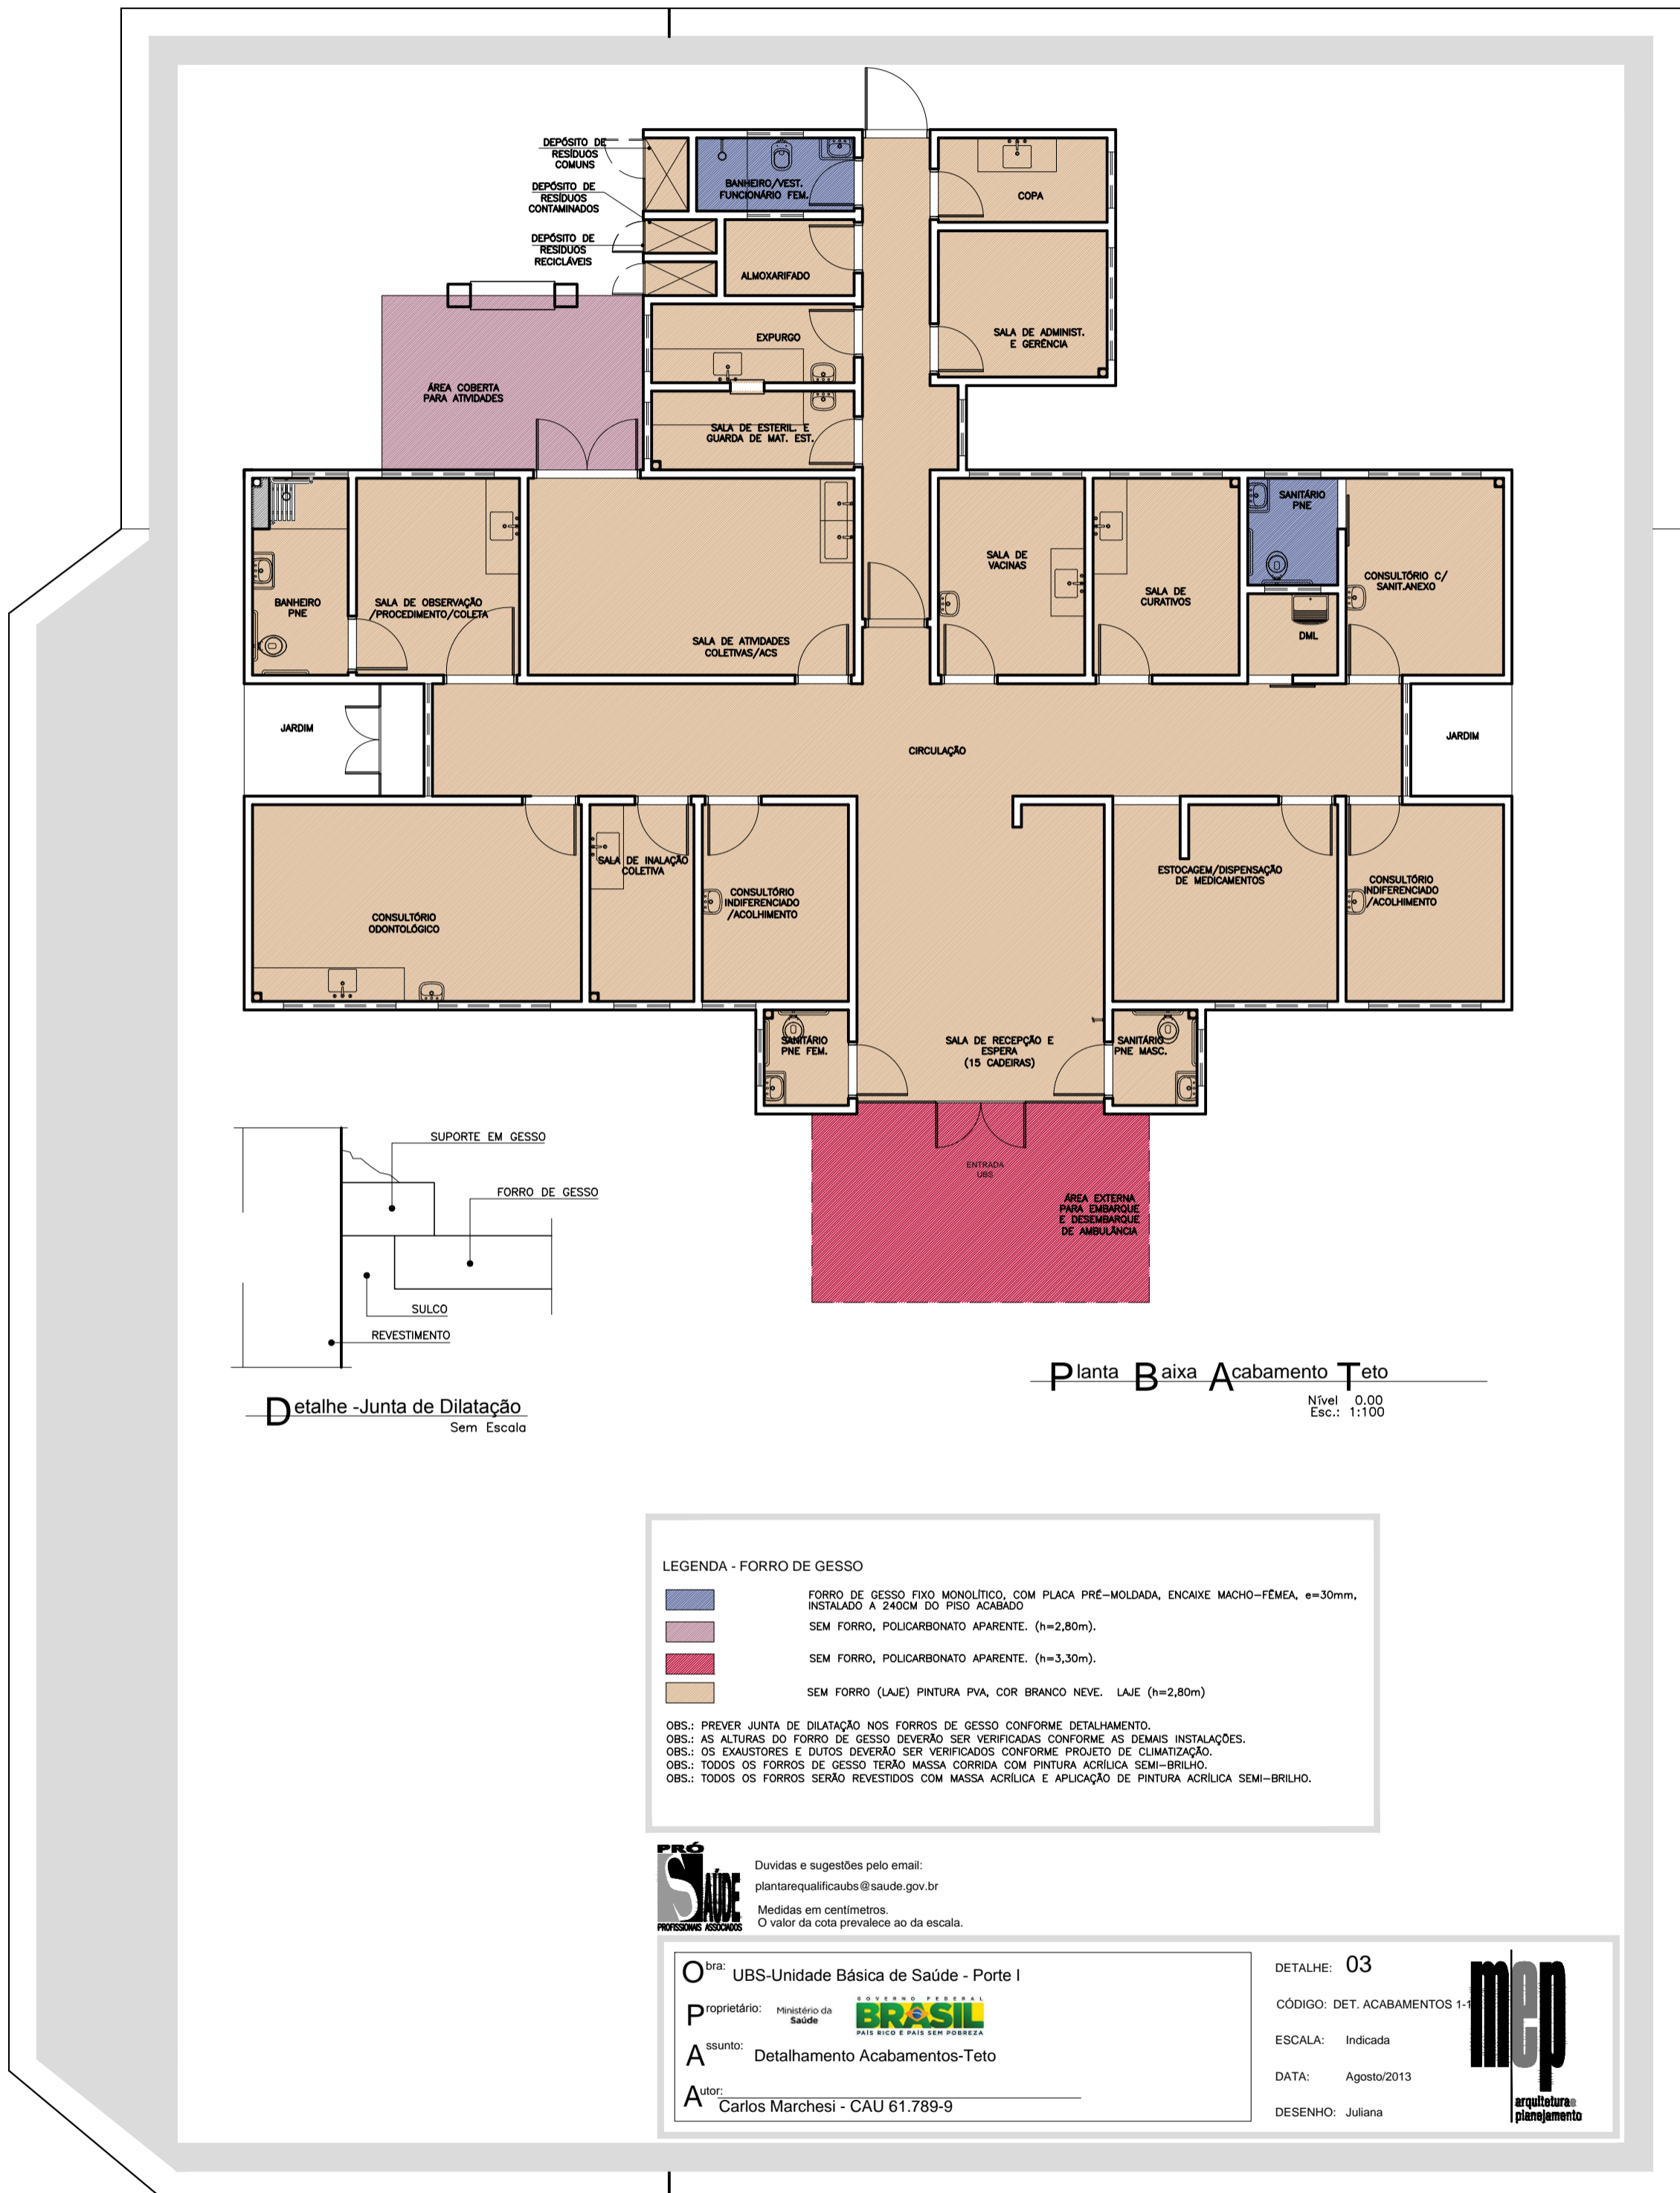 DEPÓSITO DE
RESÍDUOS
COMUNS
DEPÓSITO DE
RESÍDUOS
CONTAMINADOS
DEPÓSITO DE
RESÍDUOS
RECICLÁVEIS
BANHEIRO/VEST.
FUNCIONÁRIO FEM.
COPA
ALMOXARIFADO
SALA DE ADMINIST.
E GERÊNCIA
EXPURGO
ÁREA COBERTA
PARA ATIVIDADES
SALA DE ESTERIL. E
GUARDA DE MAT. EST.
BANHEIRO
PNE
SALA DE OBSERVAÇÃO
/PROCEDIMENTO/COLETA
SALA DE ATIVIDADES
COLETIVAS/ACS
SALA DE
VACINAS
SALA DE
CURATIVOS
SANITÁRIO
PNE
DML
CONSULTÓRIO C/
SANIT.ANEXO
JARDIM
CIRCULAÇÃO
JARDIM
CONSULTÓRIO
ODONTOLÓGICO
SALA DE INALAÇÃO
COLETIVA
CONSULTÓRIO
INDIFERENCIADO
/ACOLHIMENTO
ESTOCAGEM/DISPENSAÇÃO
DE MEDICAMENTOS
CONSULTÓRIO
INDIFERENCIADO
/ACOLHIMENTO
SANITÁRIO
PNE FEM.
SALA DE RECEPÇÃO E
ESPERA
(15 CADEIRAS)
SANITÁRIO
PNE MASC.
ENTRADA
UBS
ÁREA EXTERNA
PARA EMBARQUE
E DESEMBARQUE
DE AMBULÂNCIA
SUPORTE EM GESSO
FORRO DE GESSO
SULCO
REVESTIMENTO
Detalhe -Junta de Dilatação
Sem Escala
Planta Baixa Acabamento Teto
Nível 0.00
Esc.: 1:100
LEGENDA - FORRO DE GESSO
FORRO DE GESSO FIXO MONOLÍTICO, COM PLACA PRÉ-MOLDADA, ENCAIXE MACHO-FÊMEA, e=30mm,
INSTALADO A 240CM DO PISO ACABADO
SEM FORRO, POLICARBONATO APARENTE. (h=2,80m).
SEM FORRO, POLICARBONATO APARENTE. (h=3,30m).
SEM FORRO (LAJE) PINTURA PVA, COR BRANCO NEVE. LAJE (h=2,80m)
OBS.: PREVER JUNTA DE DILATAÇÃO NOS FORROS DE GESSO CONFORME DETALHAMENTO.
OBS.: AS ALTURAS DO FORRO DE GESSO DEVERÃO SER VERIFICADAS CONFORME AS DEMAIS INSTALAÇÕES.
OBS.: OS EXAUSTORES E DUTOS DEVERÃO SER VERIFICADOS CONFORME PROJETO DE CLIMATIZAÇÃO.
OBS.: TODOS OS FORROS DE GESSO TERÃO MASSA CORRIDA COM PINTURA ACRÍLICA SEMI-BRILHO.
OBS.: TODOS OS FORROS SERÃO REVESTIDOS COM MASSA ACRÍLICA E APLICAÇÃO DE PINTURA ACRÍLICA SEMI-BRILHO.
PRÓ
SAÚDE
PROFISSIONAIS ASSOCIADOS
Duvidas e sugestões pelo email:
plantarequalificaubs@saude.gov.br
Medidas em centímetros.
O valor da cota prevalece ao da escala.
Obra: UBS-Unidade Básica de Saúde - Porte I
Proprietário: Ministério da
Saúde
GOVERNO FEDERAL
BRASIL
PAÍS RICO É PAÍS SEM POBREZA
Assunto: Detalhamento Acabamentos-Teto
Autor:
Carlos Marchesi - CAU 61.789-9
DETALHE: 03
CÓDIGO: DET. ACABAMENTOS 1-1
ESCALA: Indicada
DATA: Agosto/2013
DESENHO: Juliana
mep
arquitetura e
planejamento